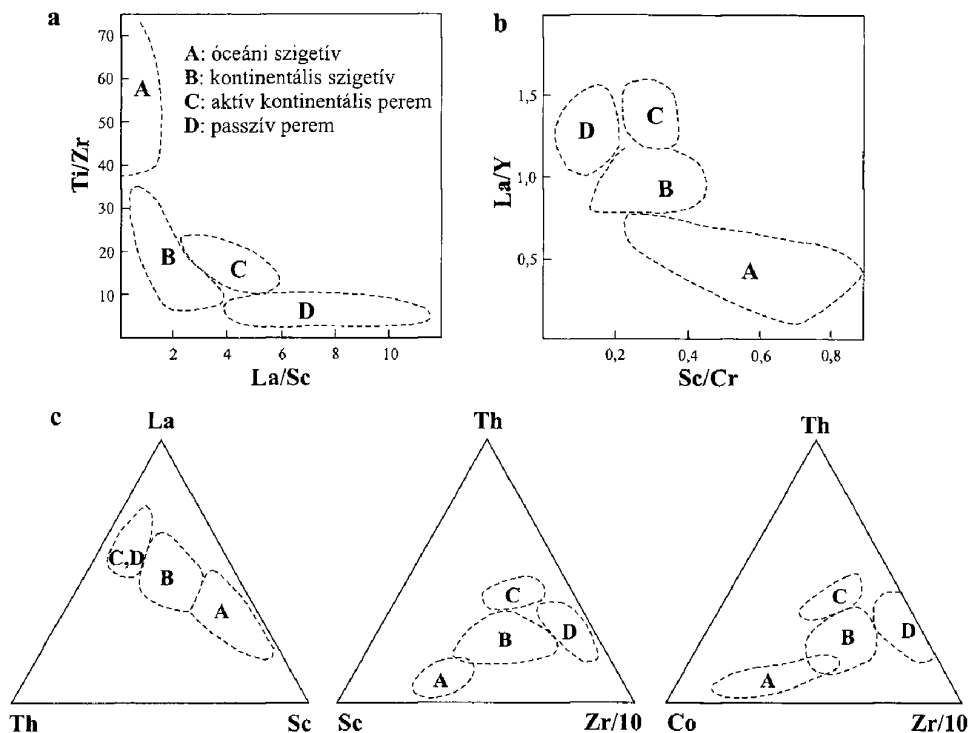 a
75
70
60
50
40
30
20
10
Ti/Zr
A
B
C
D
A: óceáni szigetív
B: kontinentális szigetív
C: aktív kontinentális perem
D: passzív perem
2 4 6 8 10
La/Sc
b
1,5
1,0
0,5
La/Y
D
C
B
A
0,2 0,4 0,6 0,8
Sc/Cr
c
La
C,D
B
A
Th Sc
Th
C
B
D
A
Sc Zr/10
Th
C
B
D
A
Co Zr/10